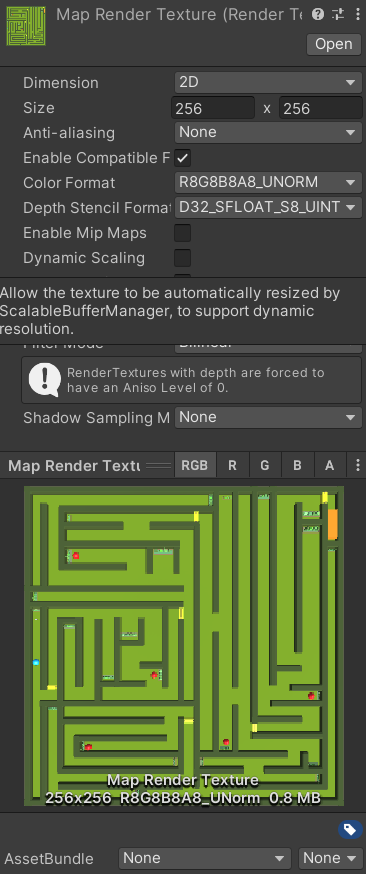 Map Render Texture (Render Te
Open
Dimension 2D
Size 256 x 256
Anti-aliasing None
Enable Compatible F
Color Format R8G8B8A8_UNORM
Depth Stencil Format D32_SFLOAT_S8_UINT
Enable Mip Maps
Dynamic Scaling
Allow the texture to be automatically resized by
ScalableBufferManager, to support dynamic
resolution.
Filter Mode Bilinear
RenderTextures with depth are forced to
have an Aniso Level of 0.
Shadow Sampling M None
Map Render Textu RGB R G B A
Map Render Texture
256x256 R8G8B8A8_UNorm 0.8 MB
AssetBundle None None